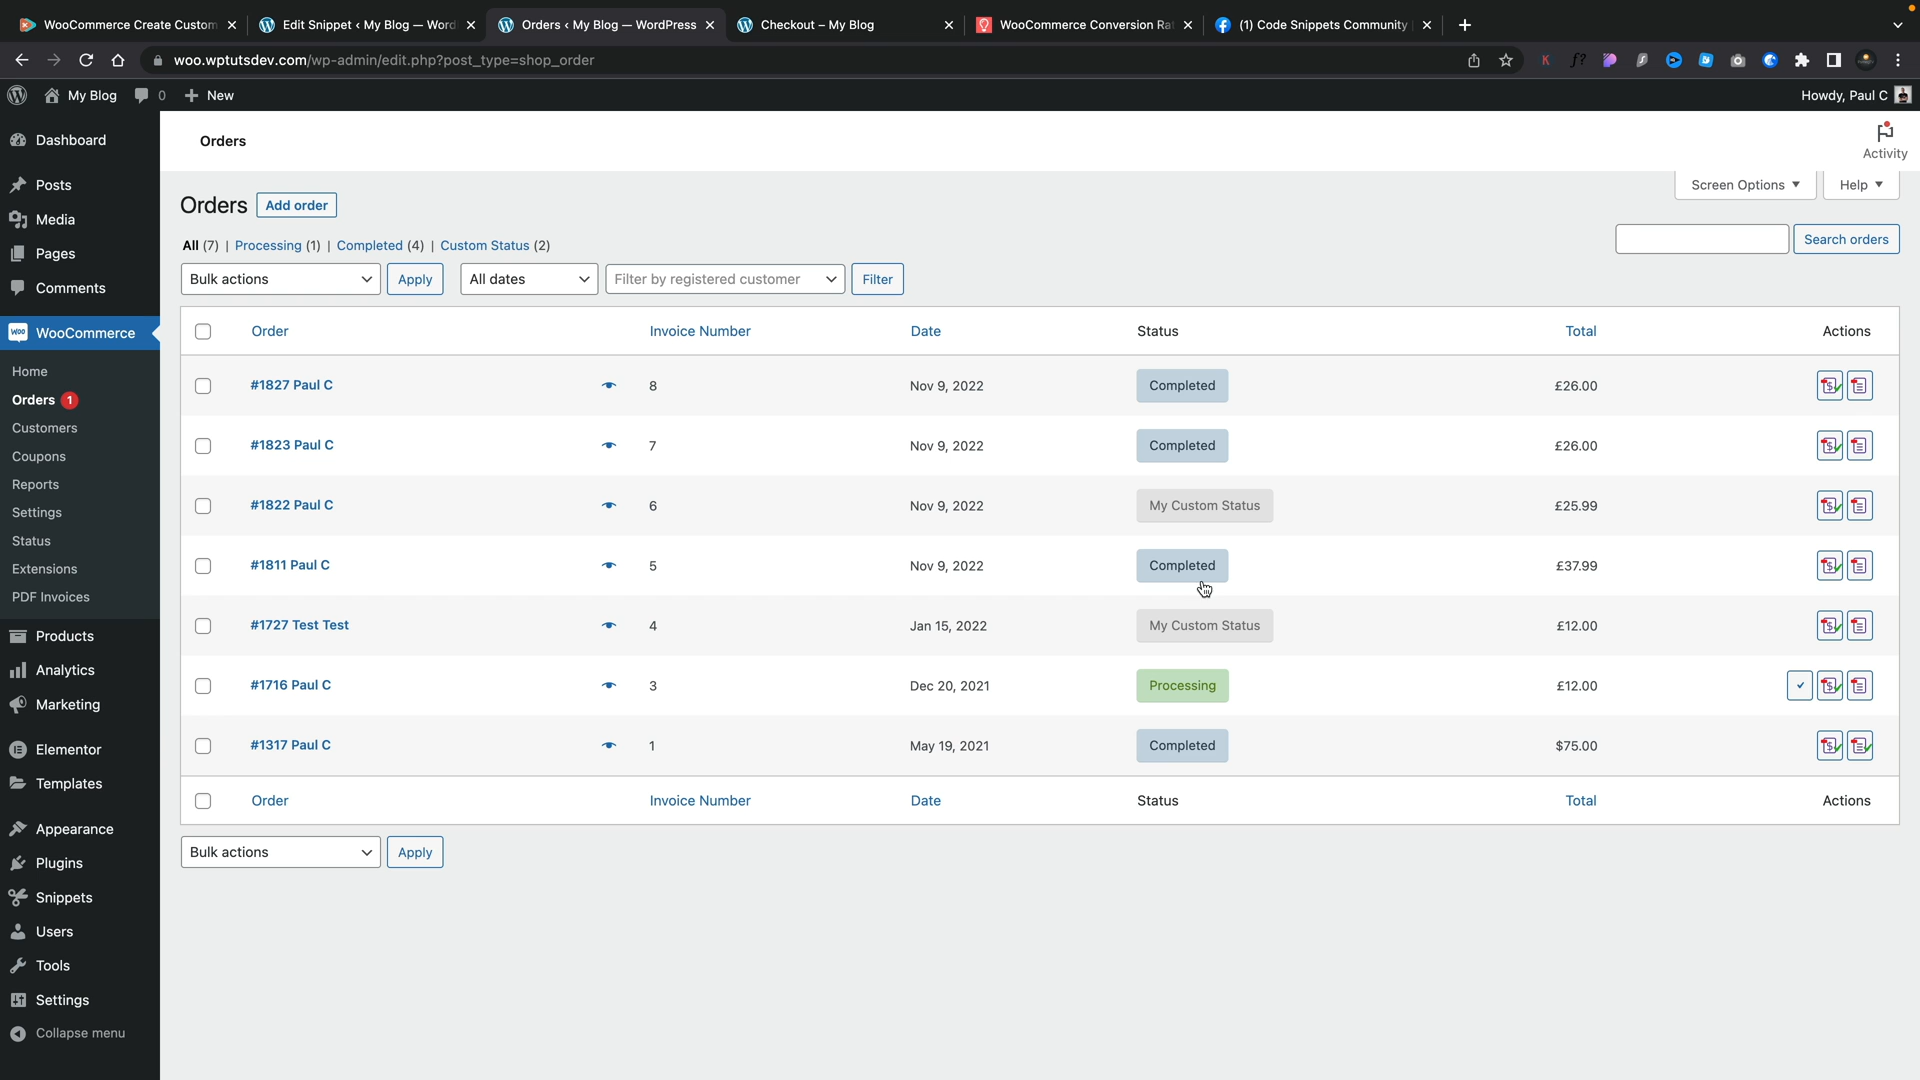 WooCommerce Create Custom
Edit Snippet ‹ My Blog — Word
Orders ‹ My Blog — WordPress
Checkout – My Blog
WooCommerce Conversion Ra
(1) Code Snippets Community
woo.wptutsdev.com/wp-admin/edit.php?post_type=shop_order
My Blog
0
New
Howdy, Paul C
Dashboard
Posts
Media
Pages
Comments
WooCommerce
Home
Orders 1
Customers
Coupons
Reports
Settings
Status
Extensions
PDF Invoices
Products
Analytics
Marketing
Elementor
Templates
Appearance
Plugins
Snippets
Users
Tools
Settings
Collapse menu
Orders
Activity
Screen Options
Help
Orders Add order
All (7) | Processing (1) | Completed (4) | Custom Status (2)
Search orders
Bulk actions Apply All dates Filter by registered customer Filter
Order Invoice Number Date Status Total Actions
#1827 Paul C 8 Nov 9, 2022 Completed £26.00
#1823 Paul C 7 Nov 9, 2022 Completed £26.00
#1822 Paul C 6 Nov 9, 2022 My Custom Status £25.99
#1811 Paul C 5 Nov 9, 2022 Completed £37.99
#1727 Test Test 4 Jan 15, 2022 My Custom Status £12.00
#1716 Paul C 3 Dec 20, 2021 Processing £12.00
#1317 Paul C 1 May 19, 2021 Completed $75.00
Order Invoice Number Date Status Total Actions
Bulk actions Apply